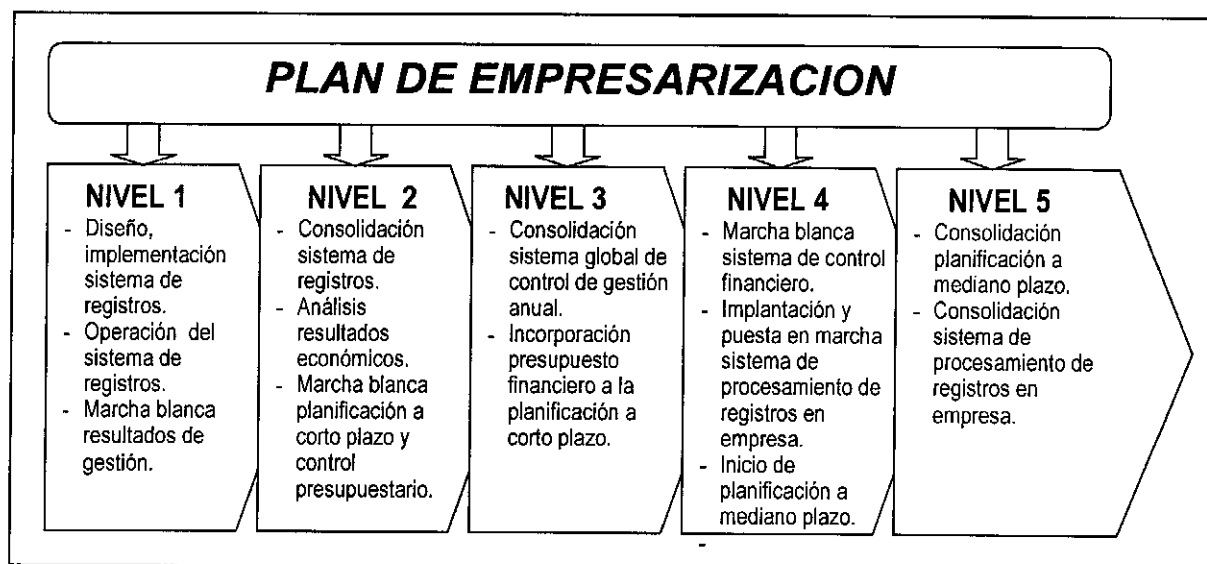 PLAN DE EMPRESARIZACION
NIVEL 1
- Diseño,
implementación
sistema de
registros.
- Operación del
sistema de
registros.
- Marcha blanca
resultados de
gestión.
NIVEL 2
- Consolidación
sistema de
registros.
- Análisis
resultados
económicos.
- Marcha blanca
planificación a
corto plazo y
control
presupuestario.
NIVEL 3
- Consolidación
sistema global de
control de gestión
anual.
- Incorporación
presupuesto
financiero a la
planificación a
corto plazo.
NIVEL 4
- Marcha blanca
sistema de control
financiero.
- Implantación y
puesta en marcha
sistema de
procesamiento de
registros en
empresa.
- Inicio de
planificación a
mediano plazo.
-
NIVEL 5
- Consolidación
planificación a
mediano plazo.
- Consolidación
sistema de
procesamiento de
registros en
empresa.